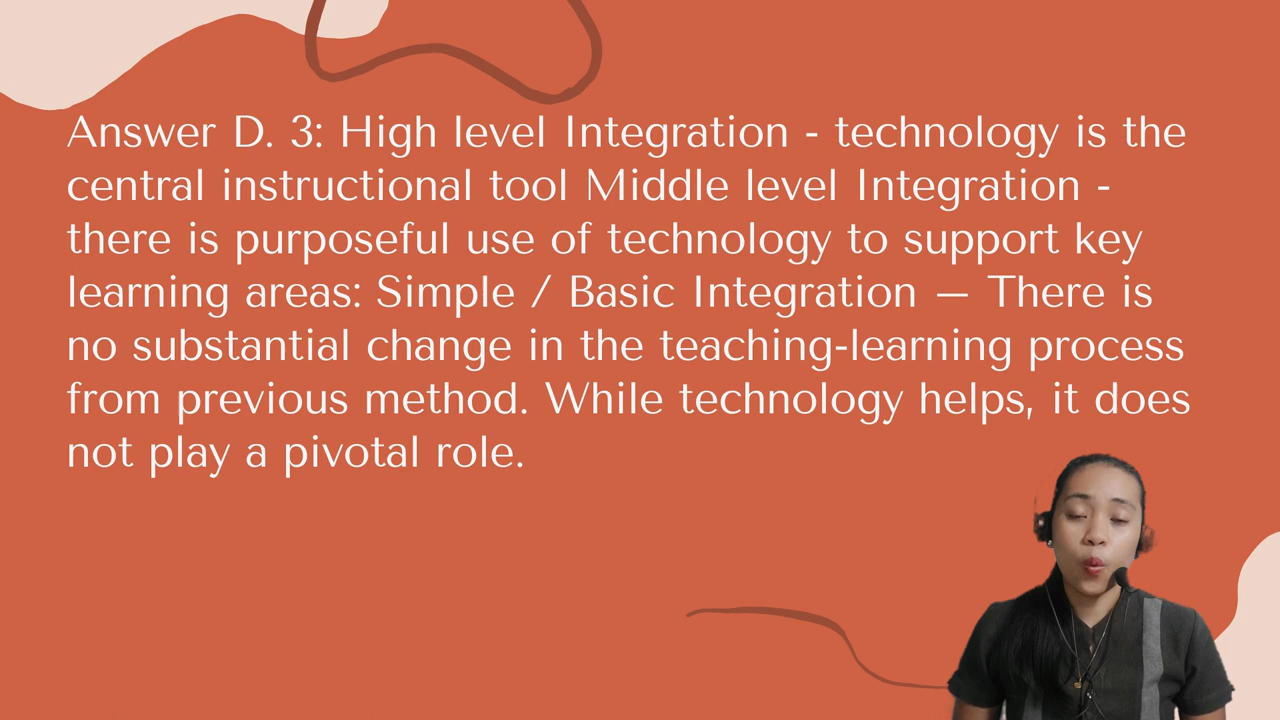 Answer D. 3: High level Integration - technology is the
central instructional tool Middle level Integration -
there is purposeful use of technology to support key
learning areas: Simple / Basic Integration – There is
no substantial change in the teaching-learning process
from previous method. While technology helps, it does
not play a pivotal role.